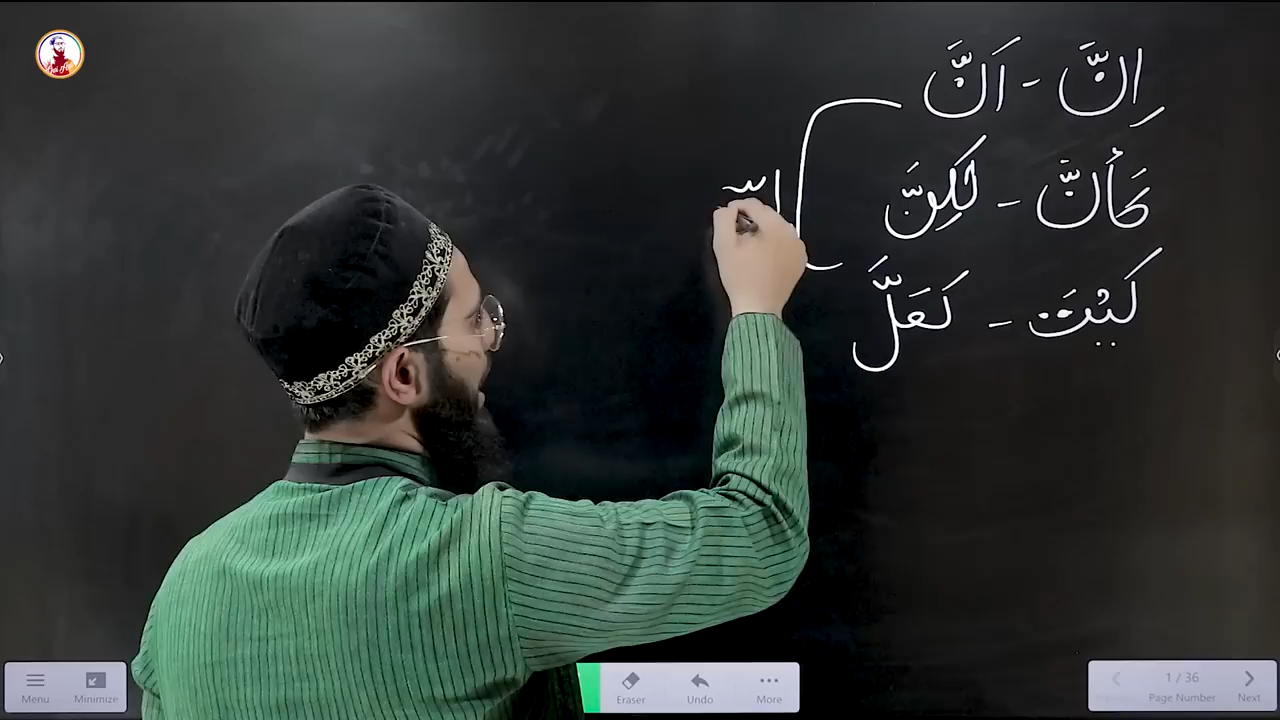 اِنَّ - اَنَّ
كَأَنَّ - لٰكِنَّ
لَيْتَ - لَعَلَّ
Menu
Minimize
Eraser
Undo
More
1 / 36
Page Number
Next